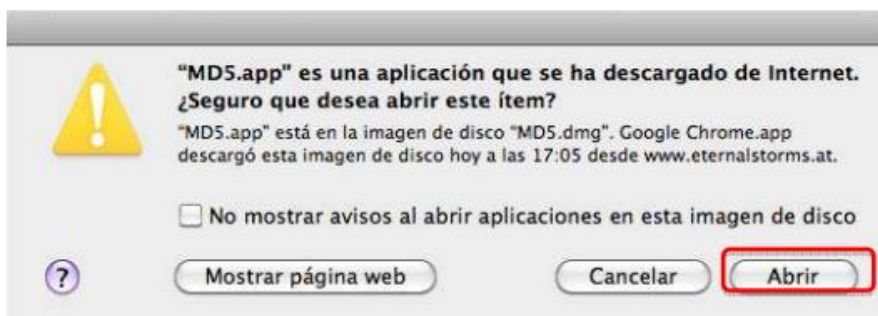 “MD5.app” es una aplicación que se ha descargado de Internet.
¿Seguro que desea abrir este ítem?
“MD5.app” está en la imagen de disco “MD5.dmg”. Google Chrome.app
descargó esta imagen de disco hoy a las 17:05 desde www.eternalstorms.at.
No mostrar avisos al abrir aplicaciones en esta imagen de disco
? Mostrar página web Cancelar Abrir